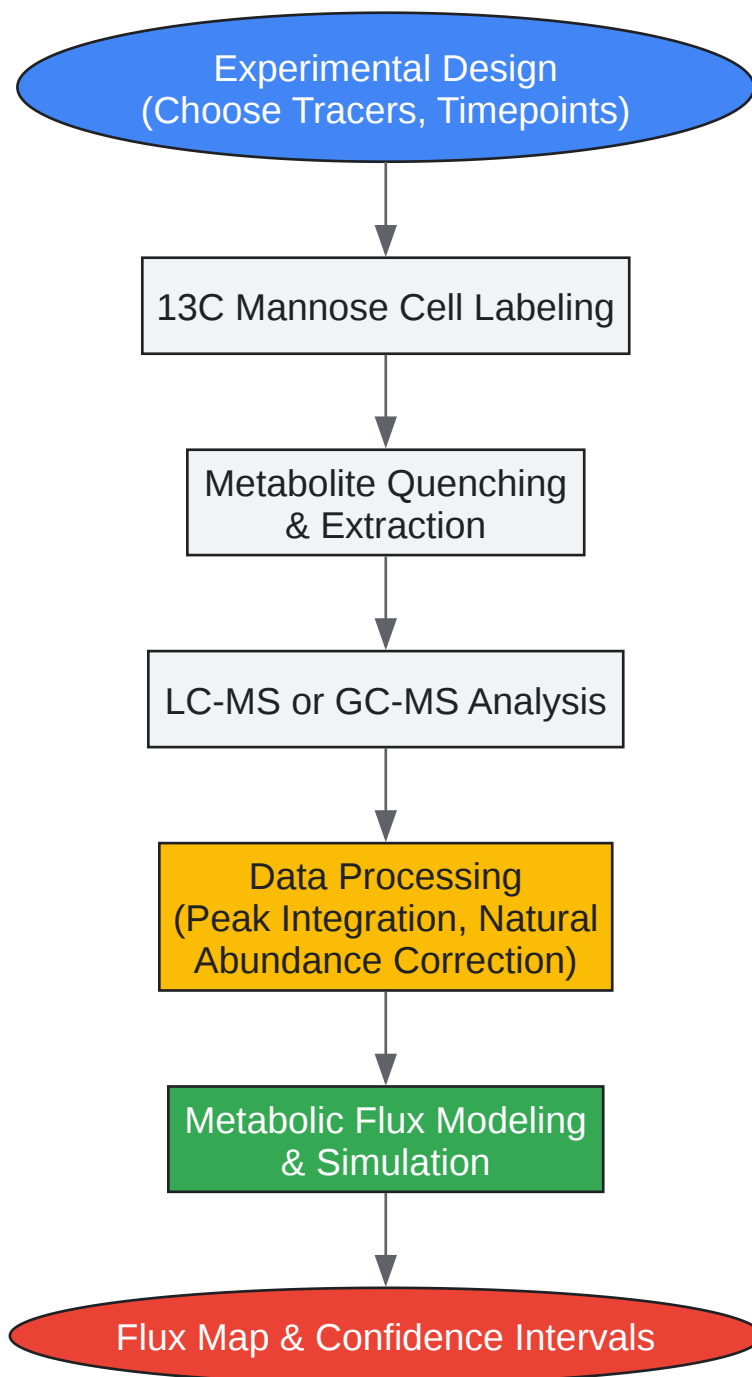 Experimental Design
(Choose Tracers, Timepoints)
13C Mannose Cell Labeling
Metabolite Quenching
& Extraction
LC-MS or GC-MS Analysis
Data Processing
(Peak Integration, Natural
Abundance Correction)
Metabolic Flux Modeling
& Simulation
Flux Map & Confidence Intervals